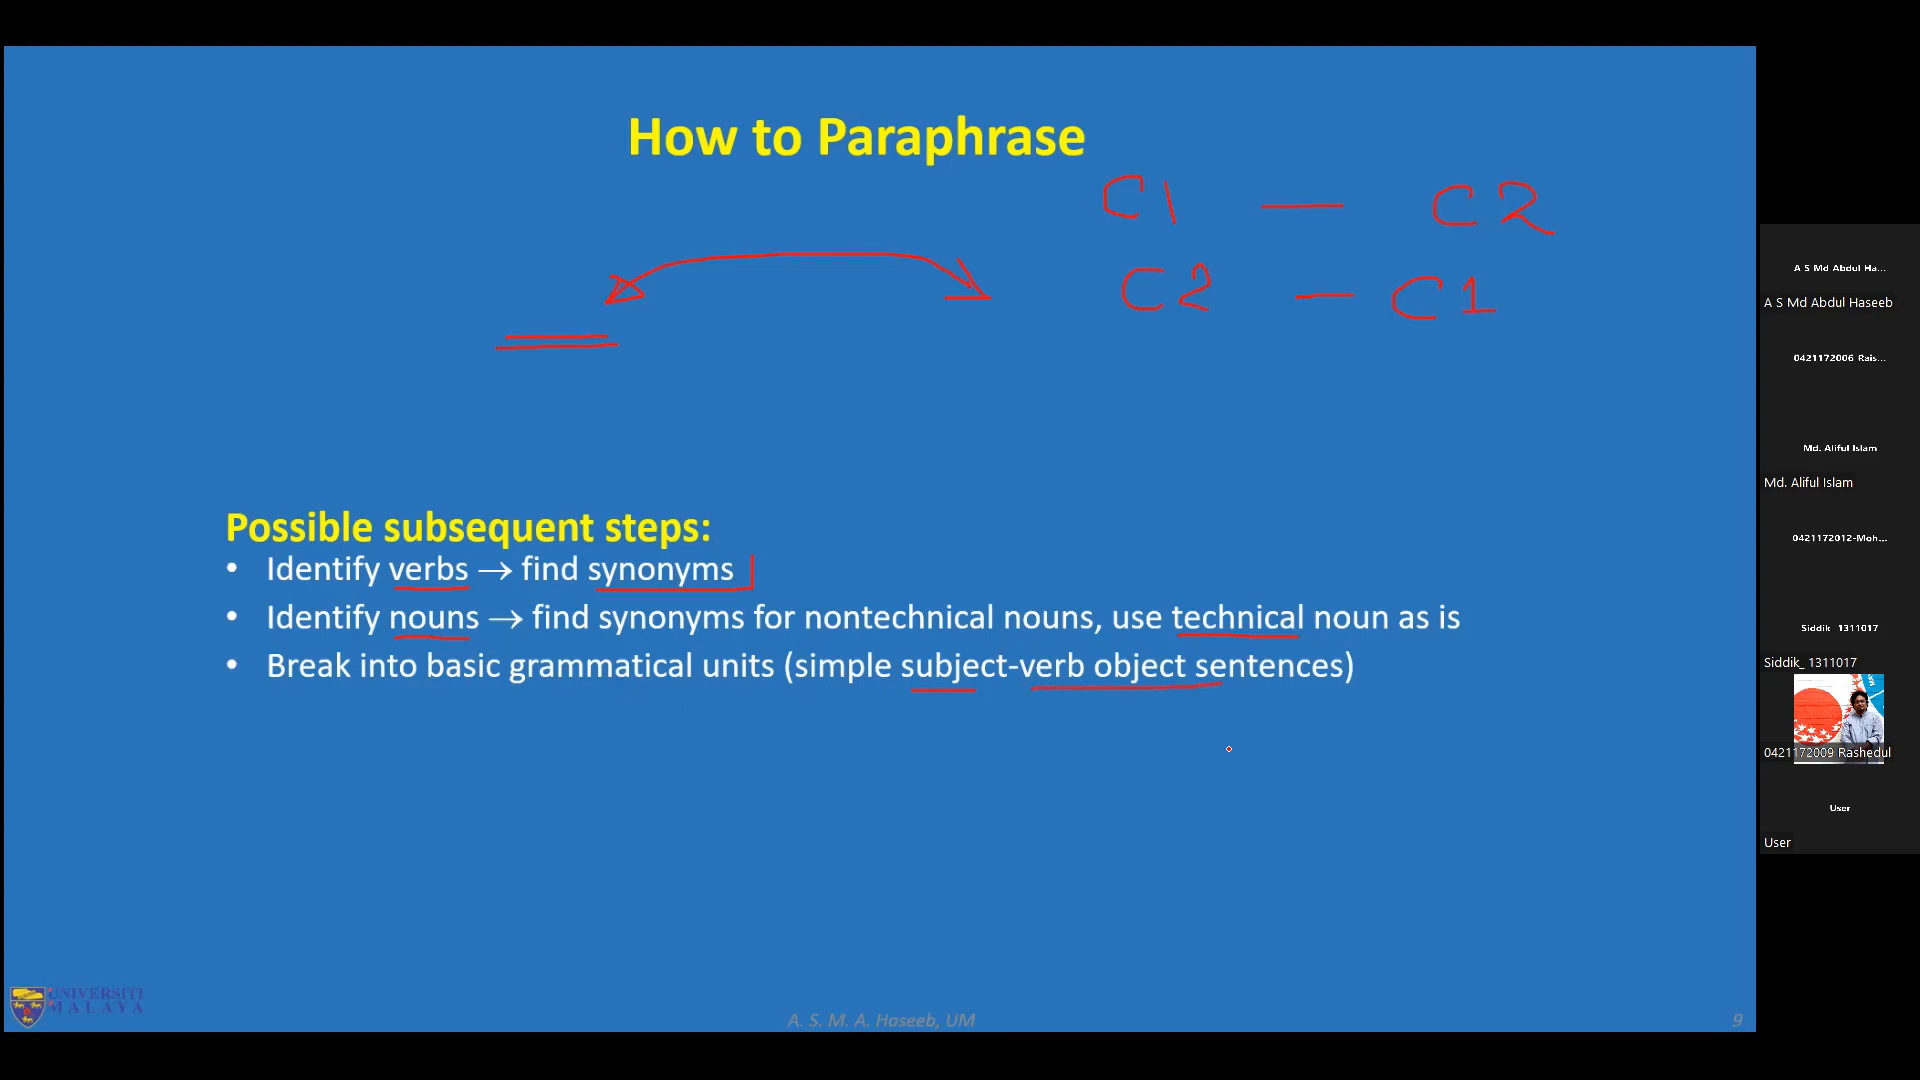 How to Paraphrase
C1 — C2
C2 — C1
Possible subsequent steps:
• Identify verbs → find synonyms
• Identify nouns → find synonyms for nontechnical nouns, use technical noun as is
• Break into basic grammatical units (simple subject-verb object sentences)
UNIVERSITI
MALAYA
A. S. M. A. Haseeb, UM
9
A S Md Abdul Ha...
A S Md Abdul Haseeb
0421172006 Rais...
Md. Aliful Islam
Md. Aliful Islam
0421172012-Moh...
Siddik_ 1311017
Siddik_ 1311017
0421172009 Rashedul
User
User